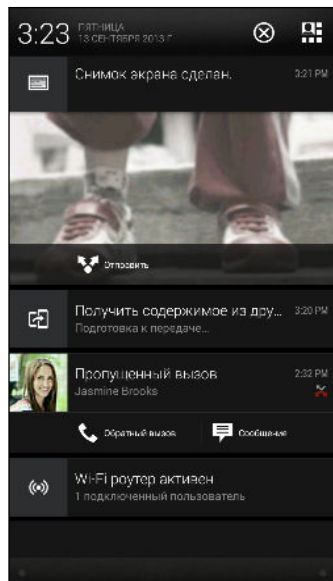 3:23
ПЯТНИЦА
13 СЕНТЯБРЯ 2013 Г.
Снимок экрана сделан.
3:21 PM
Отправить
Получить содержимое из дру...
3:20 PM
Подготовка к передаче...
Пропущенный вызов
2:32 PM
Jasmine Brooks
Обратный вызов
Сообщение
Wi-Fi роутер активен
1 подключенный пользователь